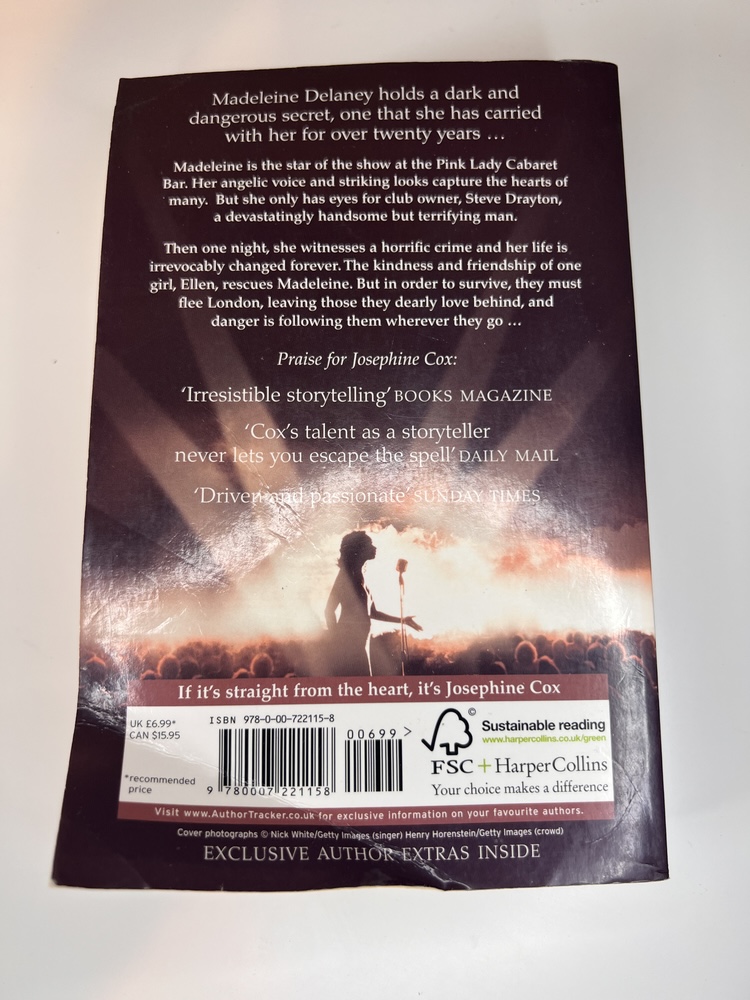 Madeleine Delaney holds a dark and
dangerous secret, one that she has carried
with her for over twenty years ...
Madeleine is the star of the show at the Pink Lady Cabaret
Bar. Her angelic voice and striking looks capture the hearts of
many. But she only has eyes for club owner, Steve Drayton,
a devastatingly handsome but terrifying man.
Then one night, she witnesses a horrific crime and her life is
irrevocably changed forever. The kindness and friendship of one
girl, Ellen, rescues Madeleine. But in order to survive, they must
flee London, leaving those they dearly love behind, and
danger is following them wherever they go ...
Praise for Josephine Cox:
‘Irresistible storytelling’ BOOKS MAGAZINE
‘Cox’s talent as a storyteller
never lets you escape the spell’ DAILY MAIL
‘Driven and passionate’ SUNDAY TIMES
If it’s straight from the heart, it’s Josephine Cox
UK £6.99*
CAN $15.95
*recommended
price
ISBN 978-0-00-722115-8
00699 >
9 780007 221158
©
Sustainable reading
www.harpercollins.co.uk/green
FSC + HarperCollins
Your choice makes a difference
Visit www.AuthorTracker.co.uk for exclusive information on your favourite authors.
Cover photographs © Nick White/Getty Images (singer) Henry Horenstein/Getty Images (crowd)
EXCLUSIVE AUTHOR EXTRAS INSIDE